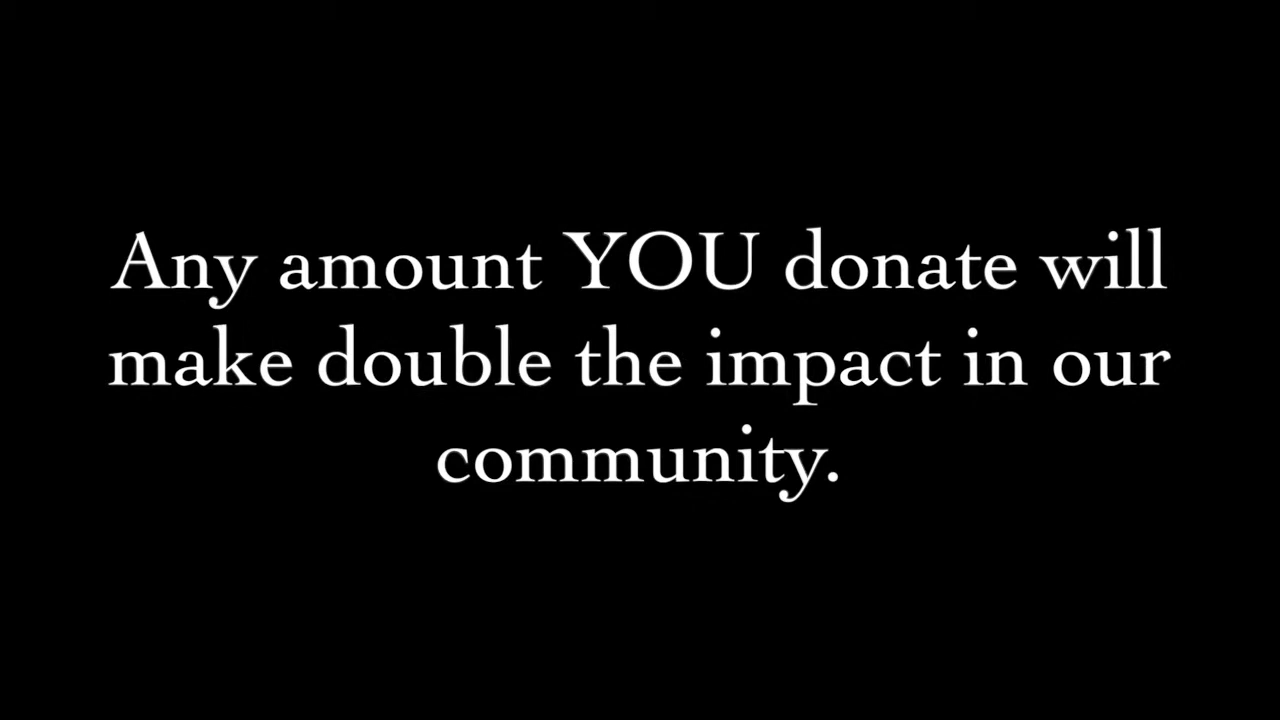 Any amount YOU donate will
make double the impact in our
community.